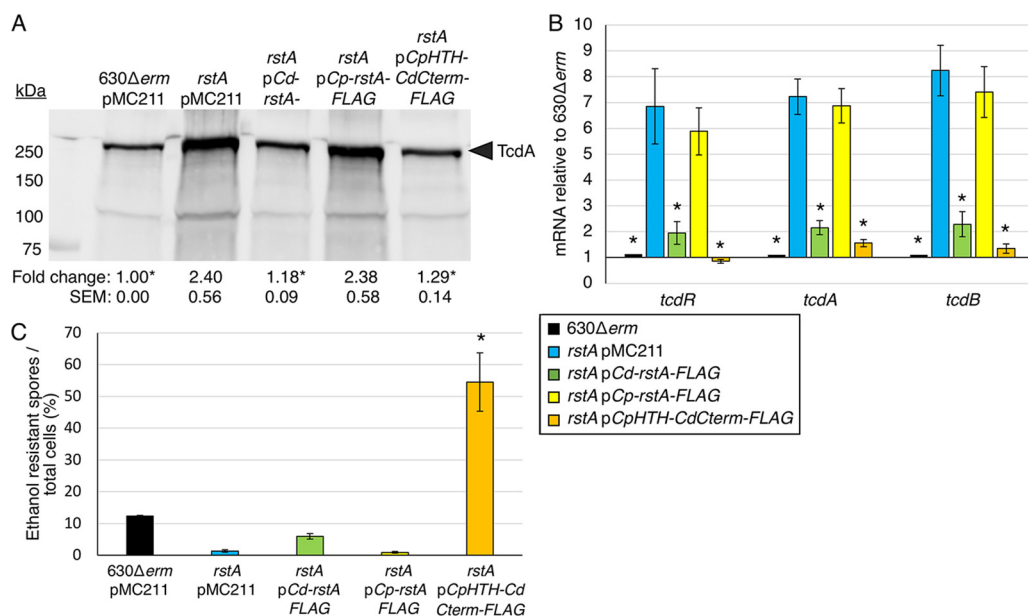 A
kDa
630Δerm
pMC211
rstA
pMC211
rstA
pCd-
rstA-
rstA
pCp-rstA-
FLAG
rstA
pCpHTH-
CdCterm-
FLAG
250
100
75
TcdA
Fold change: 1.00* 2.40 1.18* 2.38 1.29*
SEM: 0.00 0.56 0.09 0.58 0.14
B
mRNA relative to 630Δerm
10
9
8
7
6
5
4
3
2
1
0
* * *
* * *
* * *
tcdR tcdA tcdB
630Δerm
rstA pMC211
rstA pCd-rstA-FLAG
rstA pCp-rstA-FLAG
rstA pCpHTH-CdCterm-FLAG
C
Ethanol resistant spores /
total cells (%)
70
60
50
40
30
20
10
0
*
630Δerm
pMC211
rstA
pMC211
rstA
pCd-rstA
FLAG
rstA
pCp-rstA
FLAG
rstA
pCpHTH-Cd
Cterm-FLAG